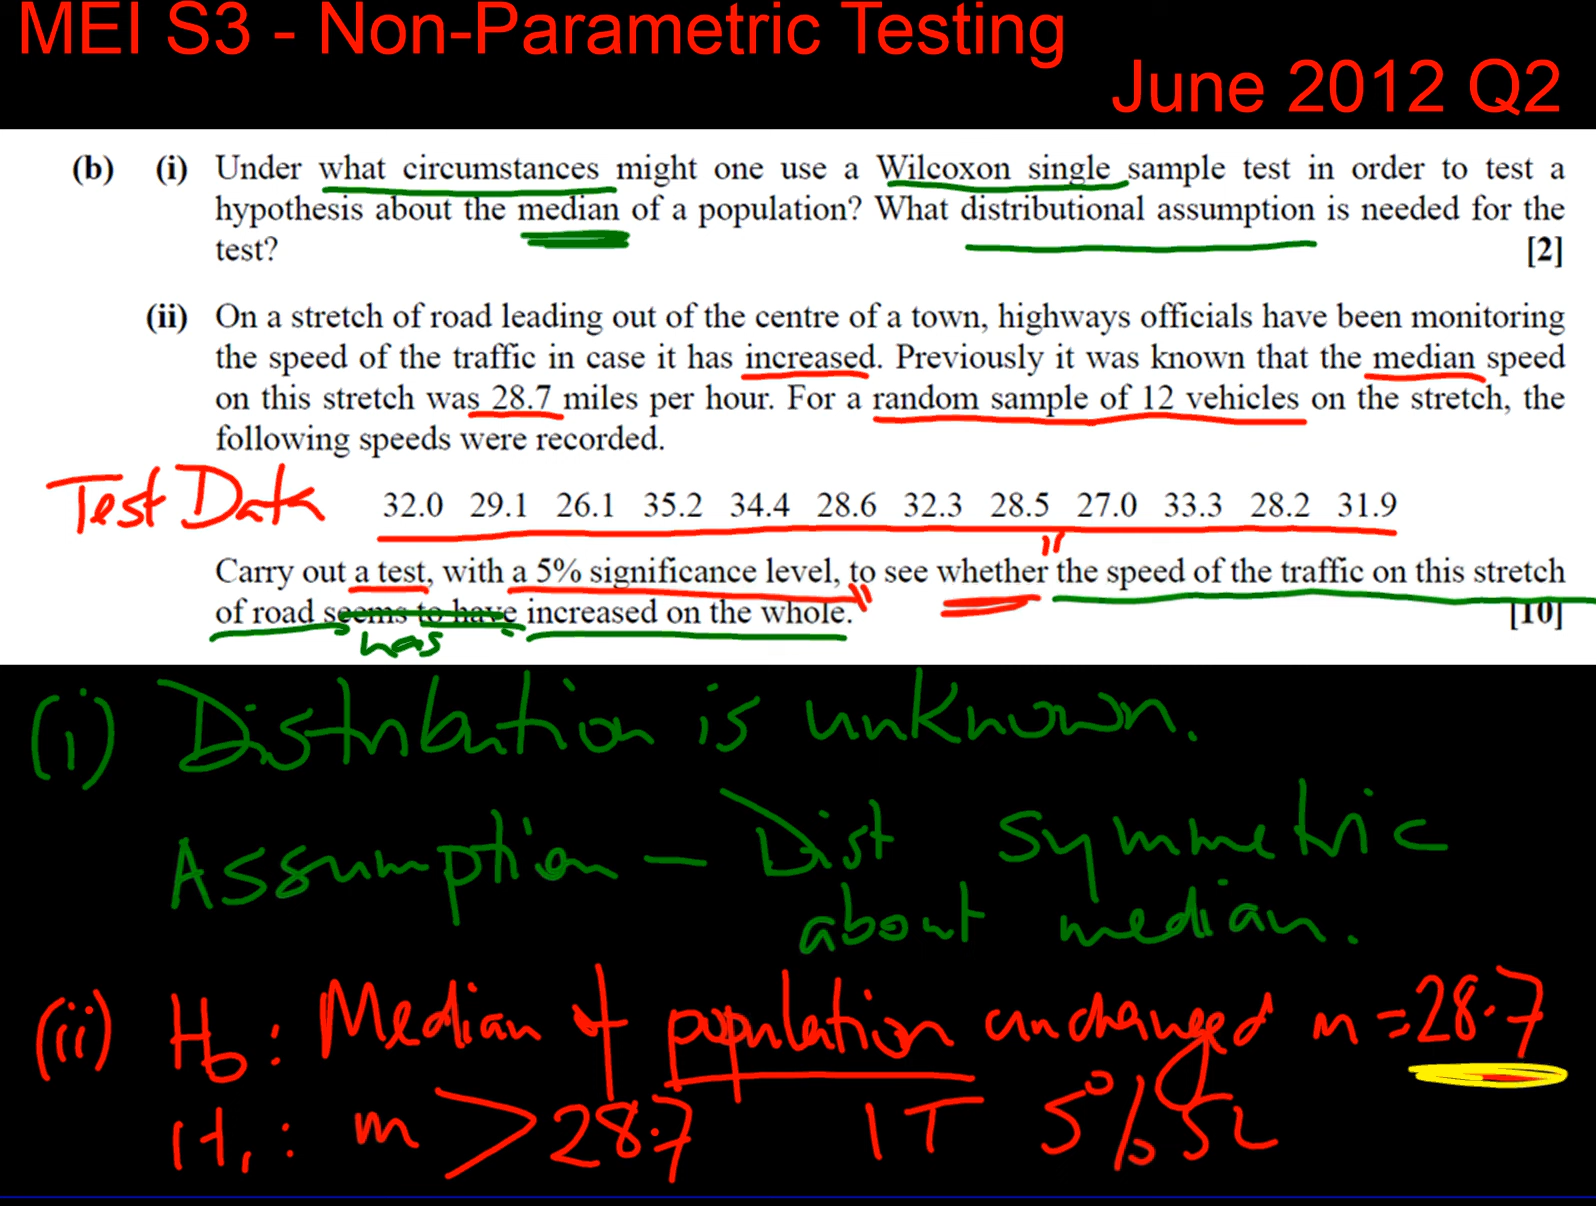 MEI S3 - Non-Parametric Testing
June 2012 Q2
(b) (i) Under what circumstances might one use a Wilcoxon single sample test in order to test a
hypothesis about the median of a population? What distributional assumption is needed for the
test? [2]
(ii) On a stretch of road leading out of the centre of a town, highways officials have been monitoring
the speed of the traffic in case it has increased. Previously it was known that the median speed
on this stretch was 28.7 miles per hour. For a random sample of 12 vehicles on the stretch, the
following speeds were recorded.
Test Data 32.0 29.1 26.1 35.2 34.4 28.6 32.3 28.5 27.0 33.3 28.2 31.9
Carry out a test, with a 5% significance level, to see whether the speed of the traffic on this stretch
of road seems to have increased on the whole. [10]
has
(i) Distribution is unknown.
Assumption — Dist symmetric
about median.
(ii) H0 : Median of population unchanged m = 28.7
H1 : m > 28.7 1T 5% SL